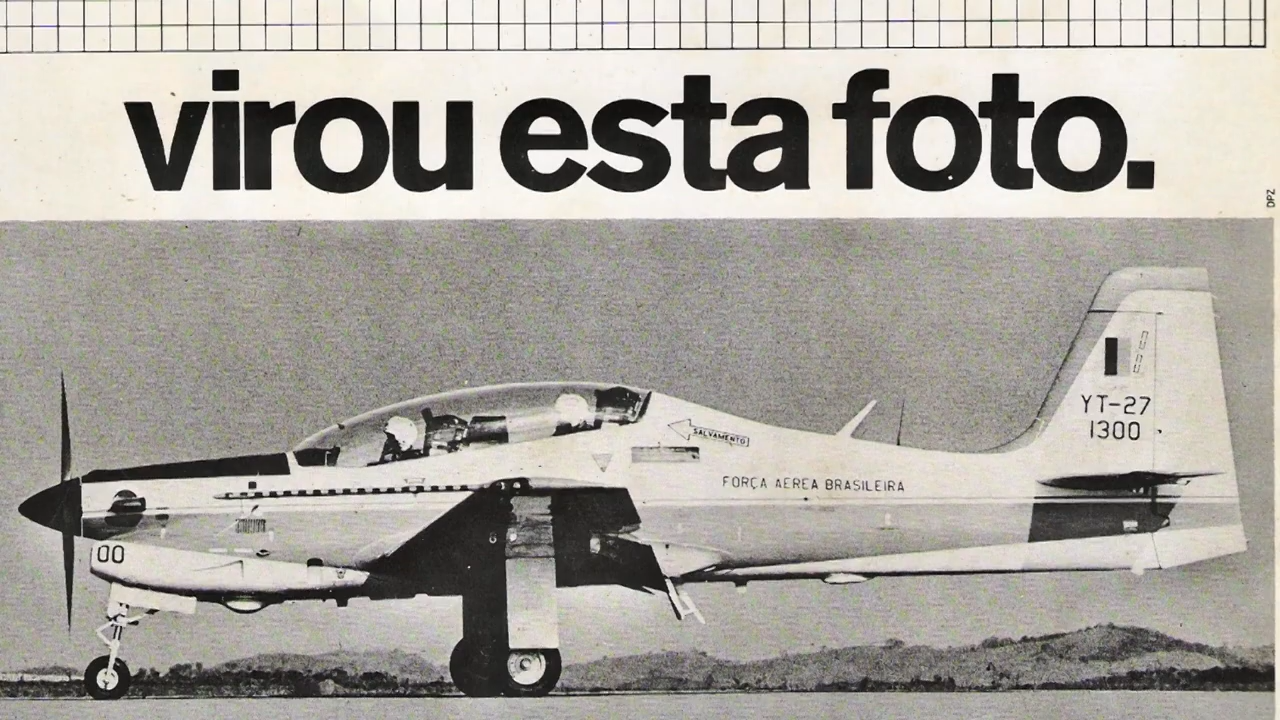 virou esta foto.
DPZ
YT-27
1300
SALVAMENTO
FORÇA AEREA BRASILEIRA
00